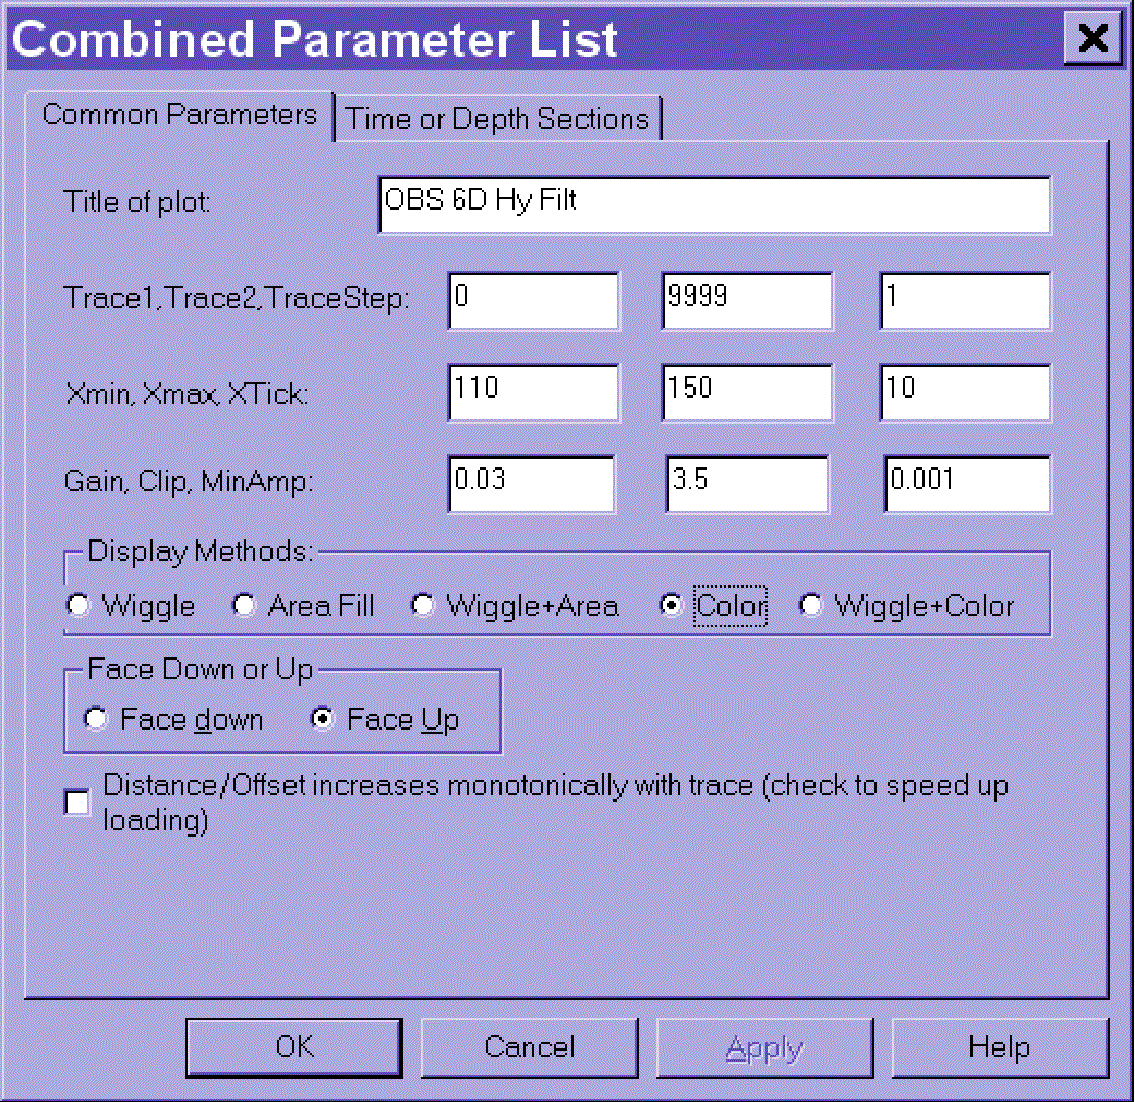 Combined Parameter List
Common Parameters
Time or Depth Sections
Title of plot:
OBS 6D Hy Filt
Trace1,Trace2,TraceStep:
0
9999
1
Xmin, Xmax, XTick:
110
150
10
Gain, Clip, MinAmp:
0.03
3.5
0.001
Display Methods:
Wiggle
Area Fill
Wiggle+Area
Color
Wiggle+Color
Face Down or Up
Face down
Face Up
Distance/Offset increases monotonically with trace (check to speed up
loading)
OK
Cancel
Apply
Help